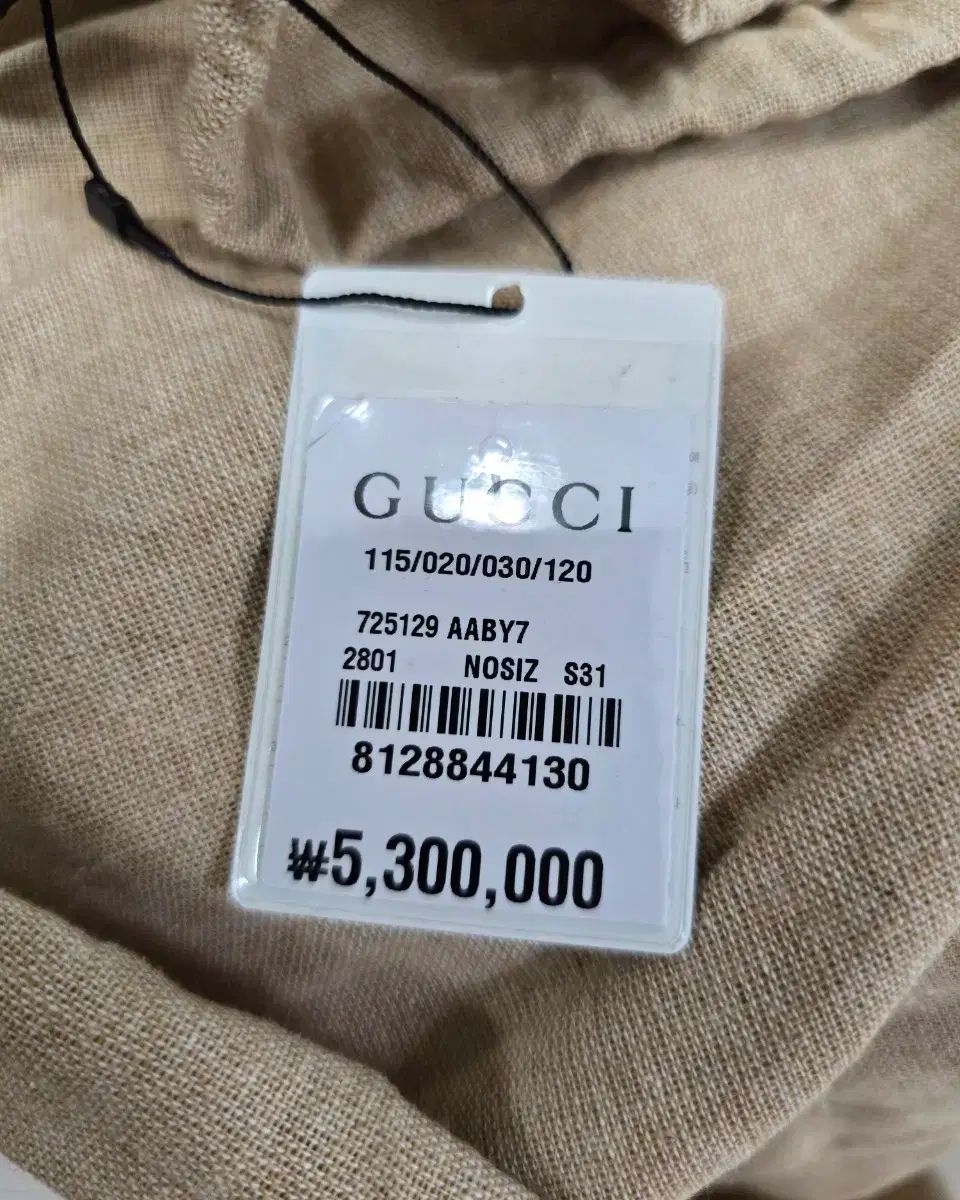 GUCCI
115/020/030/120
725129 AABY7
2801 NOSIZ S31
8128844130
₩5,300,000